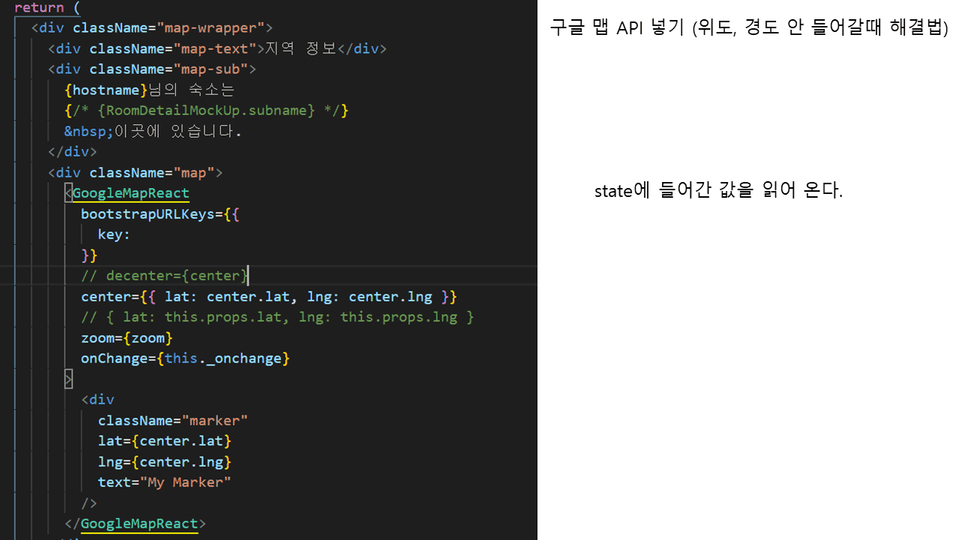 return (
<div className="map-wrapper">
<div className="map-text">지역 정보</div>
<div className="map-sub">
{hostname}님의 숙소는
{/* {RoomDetailMockUp.subname} */}
&nbsp;이곳에 있습니다.
</div>
<div className="map">
<GoogleMapReact
bootstrapURLKeys={{
key:
}}
// decenter={center}
center={{ lat: center.lat, lng: center.lng }}
// { lat: this.props.lat, lng: this.props.lng }
zoom={zoom}
onChange={this._onchange}
>
<div
className="marker"
lat={center.lat}
lng={center.lng}
text="My Marker"
/>
</GoogleMapReact>
구글 맵 API 넣기 (위도, 경도 안 들어갈때 해결법)
state에 들어간 값을 읽어 온다.